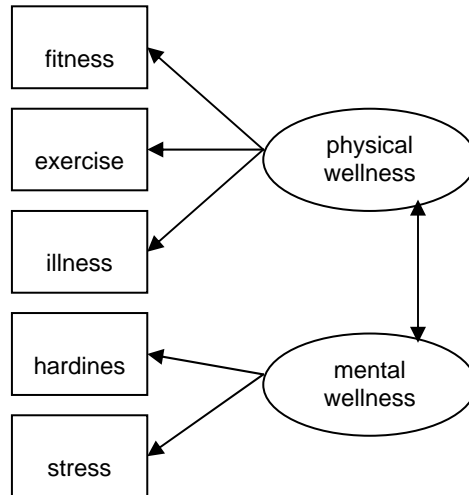 fitness
exercise
illness
hardines
stress
physical
wellness
mental
wellness